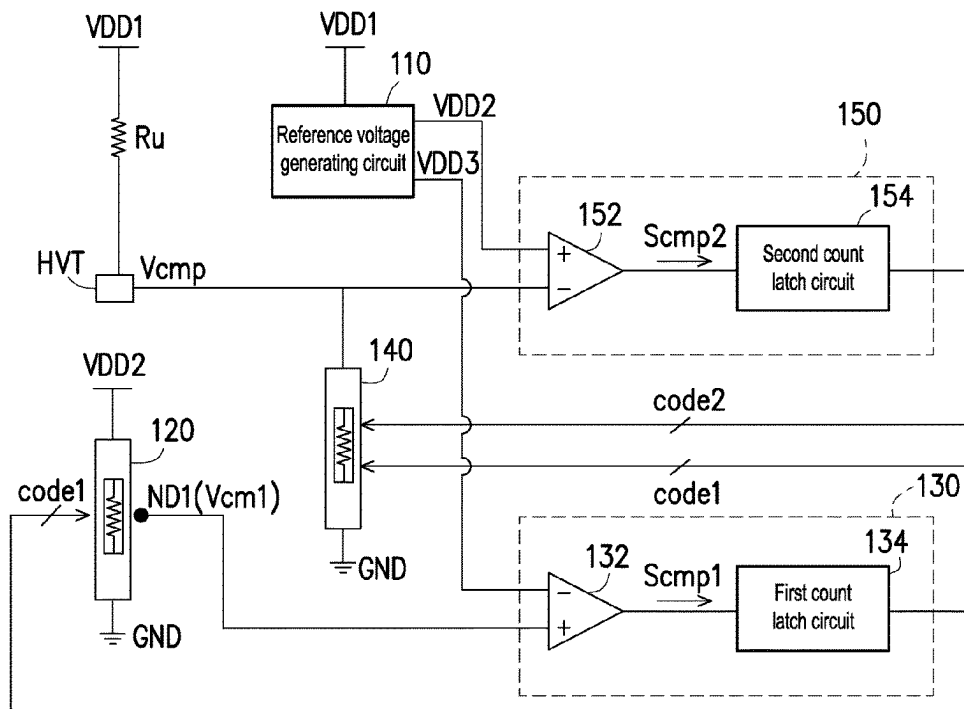 VDD1
VDD1
110
Ru
Reference voltage
generating circuit
VDD2
VDD3
150
152
154
+
−
Scmp2
Second count
latch circuit
HVT
Vcmp
140
VDD2
120
code2
code1
code1
ND1(Vcm1)
130
GND
GND
132
134
−
+
Scmp1
First count
latch circuit